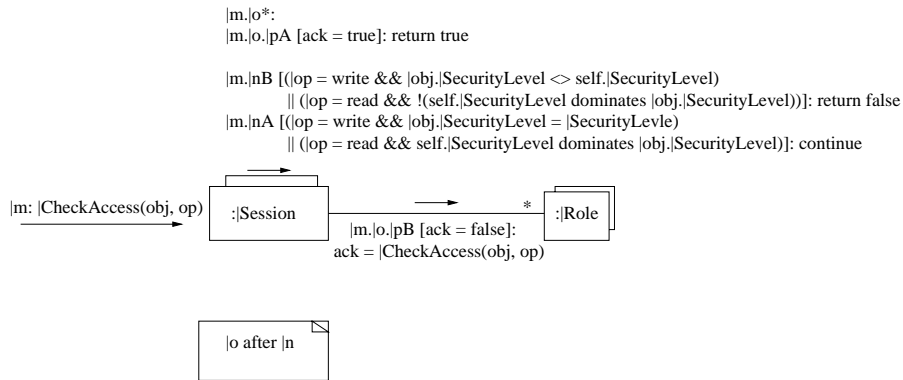 |m.|o*:
|m.|o.|pA [ack = true]: return true
|m.|nB [(|op = write && |obj.|SecurityLevel <> self.|SecurityLevel)
|| (|op = read && !(self.|SecurityLevel dominates |obj.|SecurityLevel))]: return false
|m.|nA [(|op = write && |obj.|SecurityLevel = |SecurityLevle)
|| (|op = read && self.|SecurityLevel dominates |obj.|SecurityLevel)]: continue
|m: |CheckAccess(obj, op)
:|Session
*
:|Role
|m.|o.|pB [ack = false]:
ack = |CheckAccess(obj, op)
|o after |n